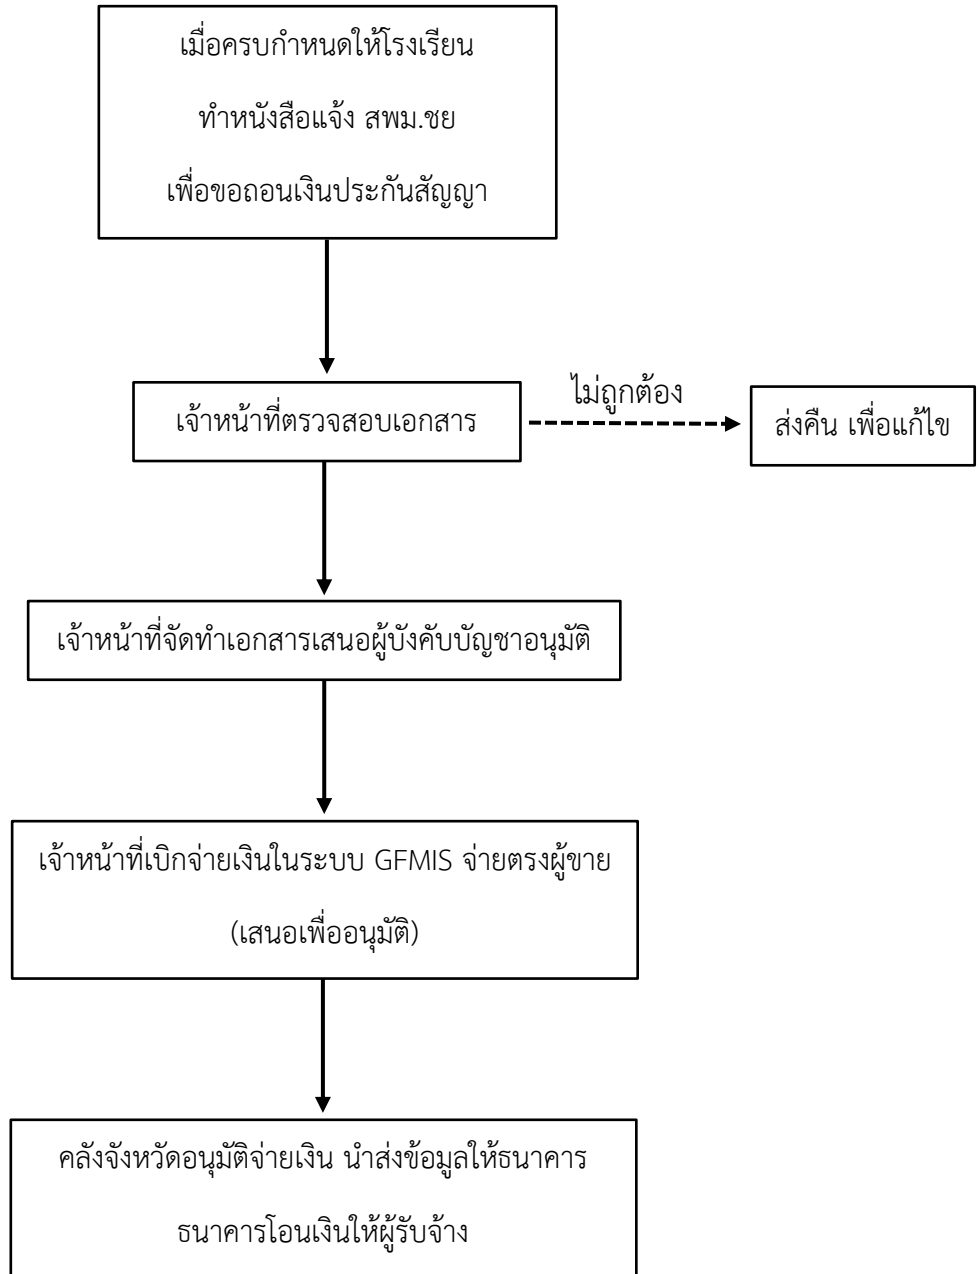 เมื่อครบกำหนดให้โรงเรียน
ทำหนังสือแจ้ง สพม.ชย
เพื่อขอถอนเงินประกันสัญญา
เจ้าหน้าที่ตรวจสอบเอกสาร
ไม่ถูกต้อง
ส่งคืน เพื่อแก้ไข
เจ้าหน้าที่จัดทำเอกสารเสนอผู้บังคับบัญชาอนุมัติ
เจ้าหน้าที่เบิกจ่ายเงินในระบบ GFMIS จ่ายตรงผู้ขาย
(เสนอเพื่ออนุมัติ)
คลังจังหวัดอนุมัติจ่ายเงิน นำส่งข้อมูลให้ธนาคาร
ธนาคารโอนเงินให้ผู้รับจ้าง